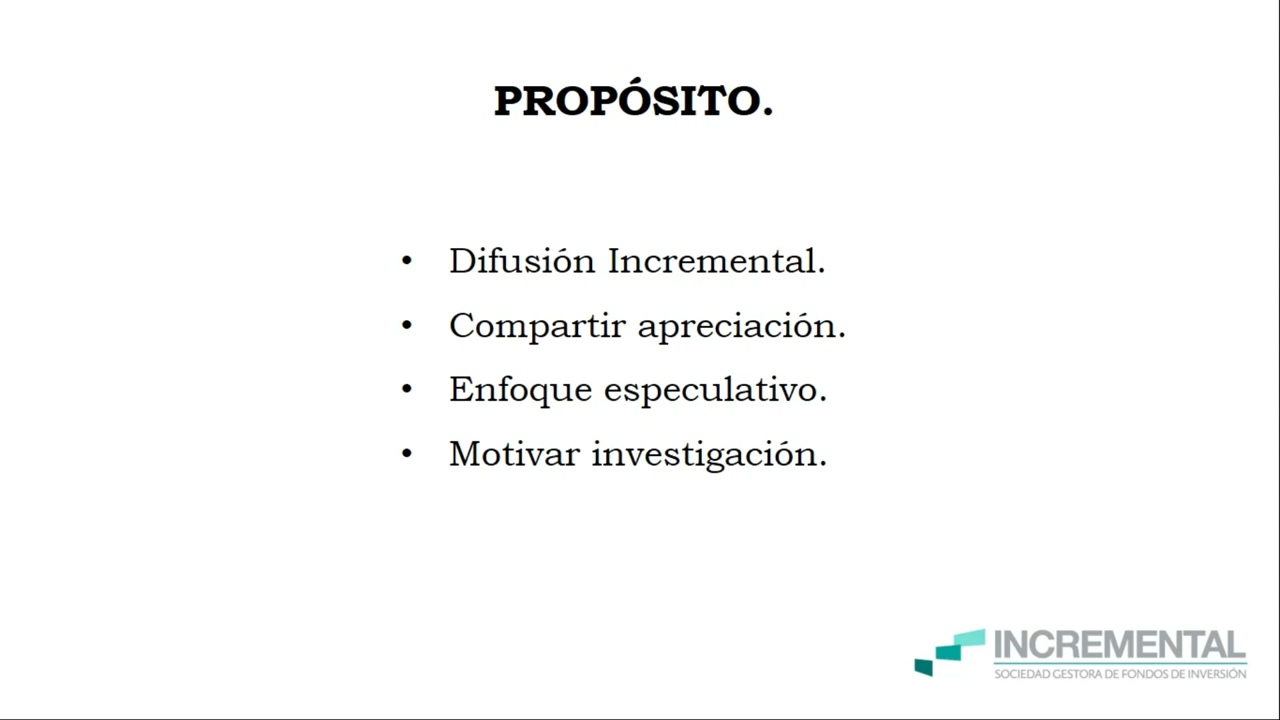 PROPÓSITO.
• Difusión Incremental.
• Compartir apreciación.
• Enfoque especulativo.
• Motivar investigación.
INCREMENTAL
SOCIEDAD GESTORA DE FONDOS DE INVERSIÓN